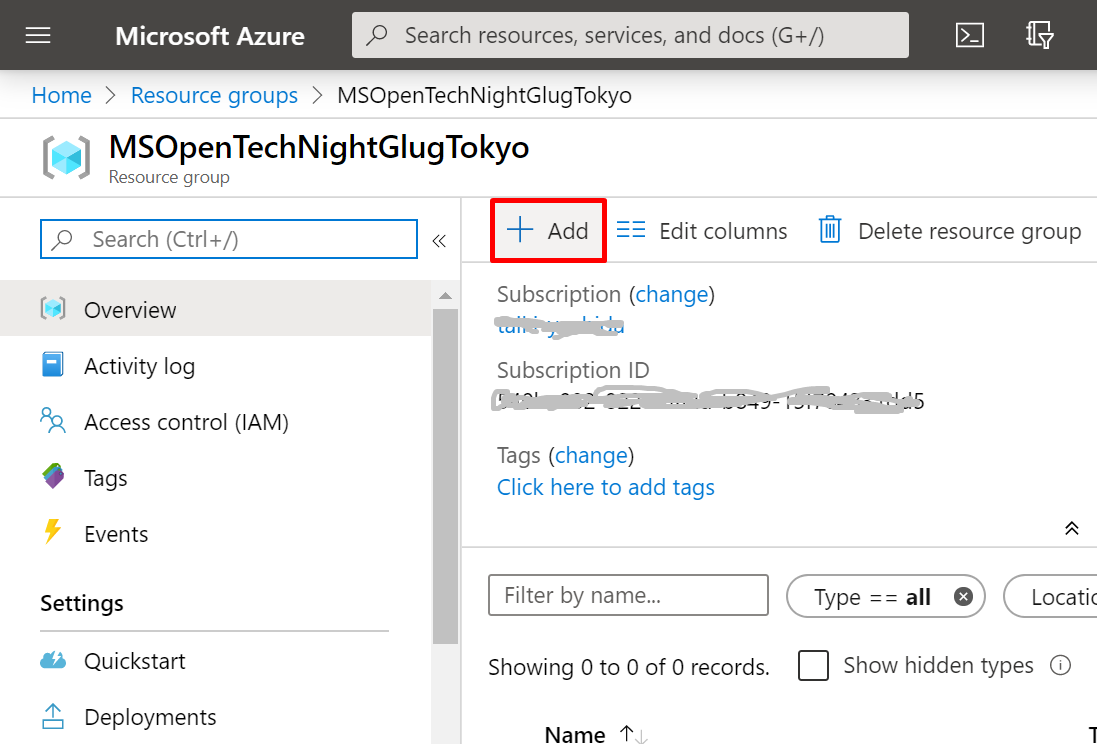 Microsoft Azure
Search resources, services, and docs (G+/)
Home > Resource groups > MSOpenTechNightGlugTokyo
MSOpenTechNightGlugTokyo
Resource group
Search (Ctrl+/)
«
Overview
Activity log
Access control (IAM)
Tags
Events
Settings
Quickstart
Deployments
+ Add
Edit columns
Delete resource group
Subscription (change)
Subscription ID
Tags (change)
Click here to add tags
Filter by name...
Type == all
Locatio
Showing 0 to 0 of 0 records.
Show hidden types
Name ↑↓